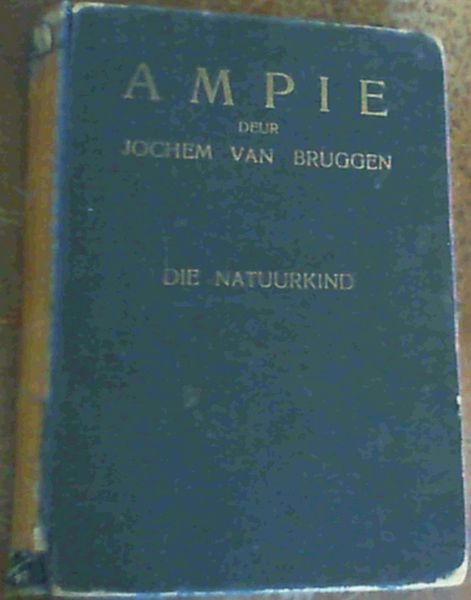 AMPIE
DEUR
JOCHEM VAN BRUGGEN
DIE NATUURKIND